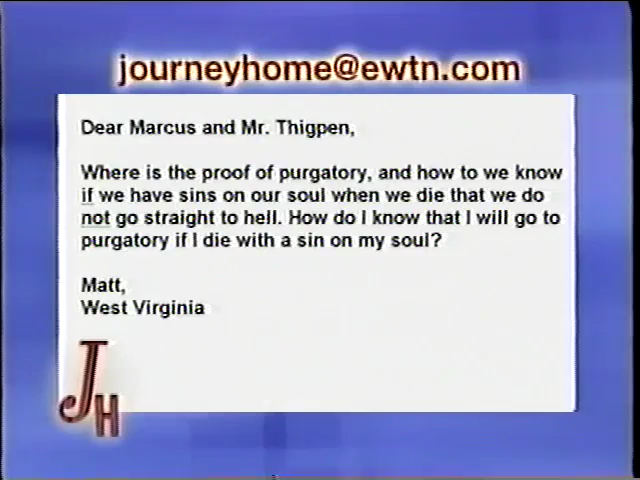 journeyhome@ewtn.com
Dear Marcus and Mr. Thigpen,
Where is the proof of purgatory, and how to we know
if we have sins on our soul when we die that we do
not go straight to hell. How do I know that I will go to
purgatory if I die with a sin on my soul?
Matt,
West Virginia
JH